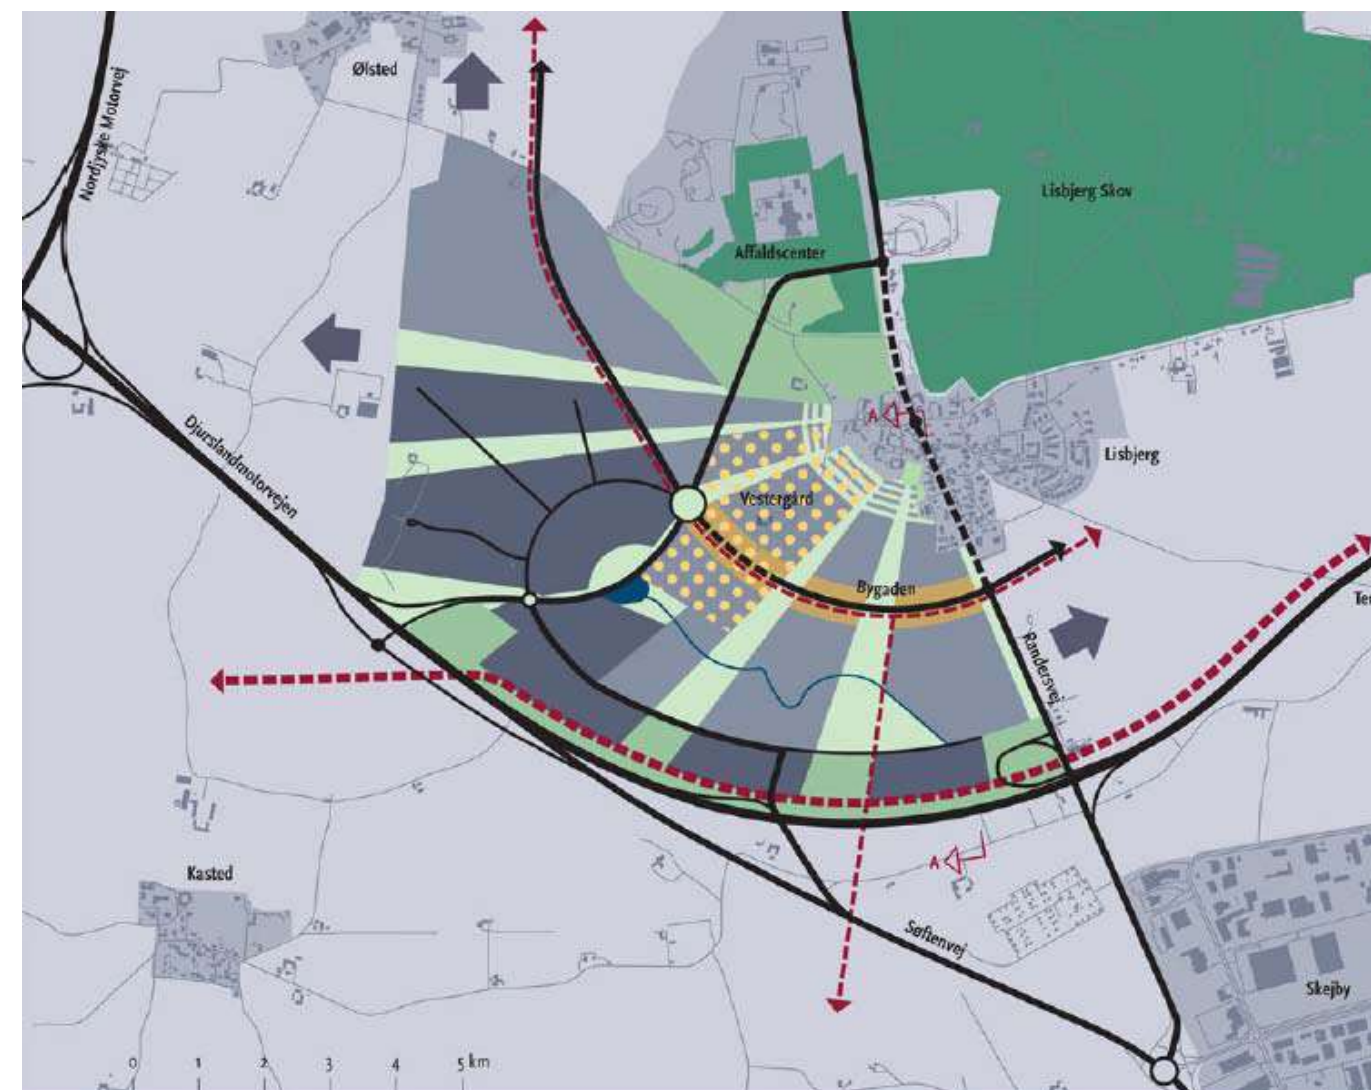 Ølsted
Nordjyske Motorvej
Lisbjerg Skov
Affaldscenter
A
Djurslandmotorvejen
Lisbjerg
Vestergård
Bygaden
Randersvej
A
Kasted
Søftenvej
Skejby
0 1 2 3 4 5 km